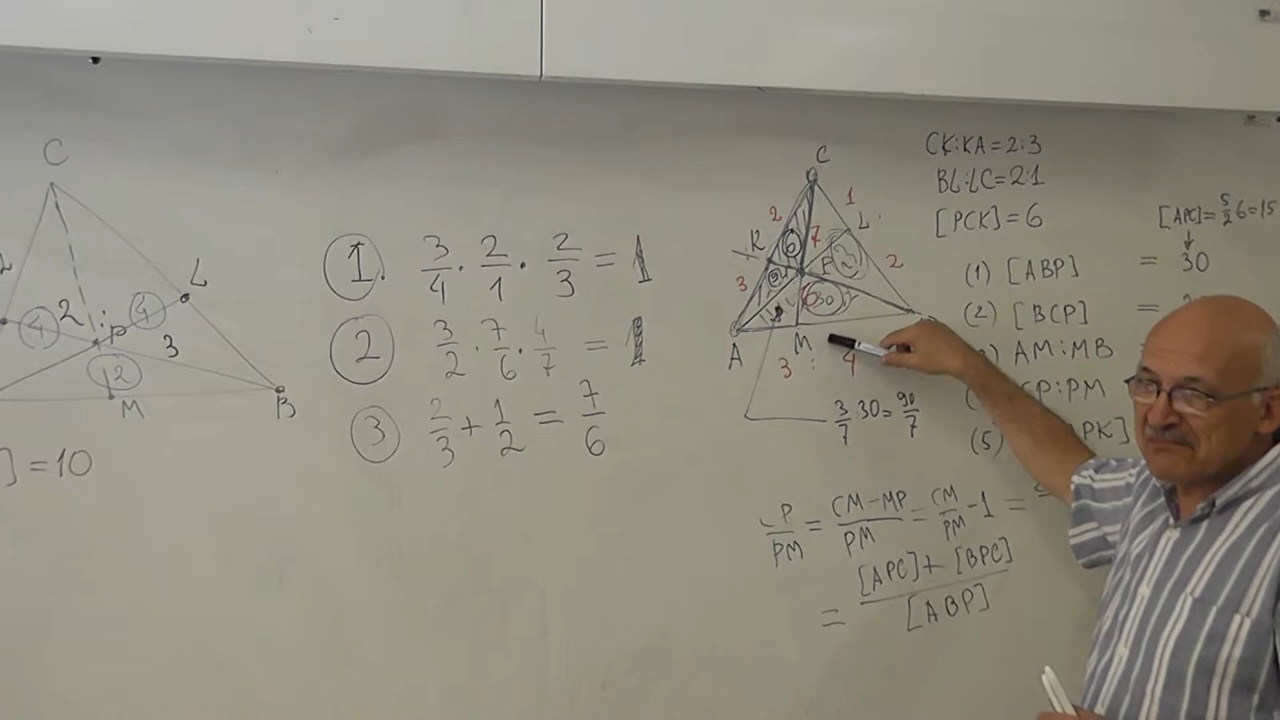 C
L
2
4
2
4
P
3
12
M
B
] = 10
1. 3/4 · 2/1 · 2/3 = 1
2 3/2 · 7/6 · 4/7 = 1
3 2/3 + 1/2 = 7/6
C
2
1
K
6
7
L
2
3
9
P
30
A
M
3 : 4
3/7 30 = 90/7
CK:KA=2:3
BL:LC=2:1
[PCK]=6
[APC]=5/2 6=15
(1) [ABP] = 30
(2) [BCP] =
AM:MB
P:PM
(5) PK]
P/PM = CM-MP/PM = CM/PM -1 =
= [APC]+[BPC]/[ABP]